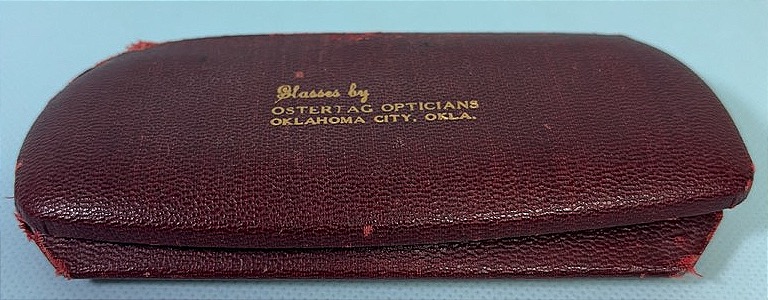 Glasses by
OSTERTAG OPTICIANS
OKLAHOMA CITY, OKLA.